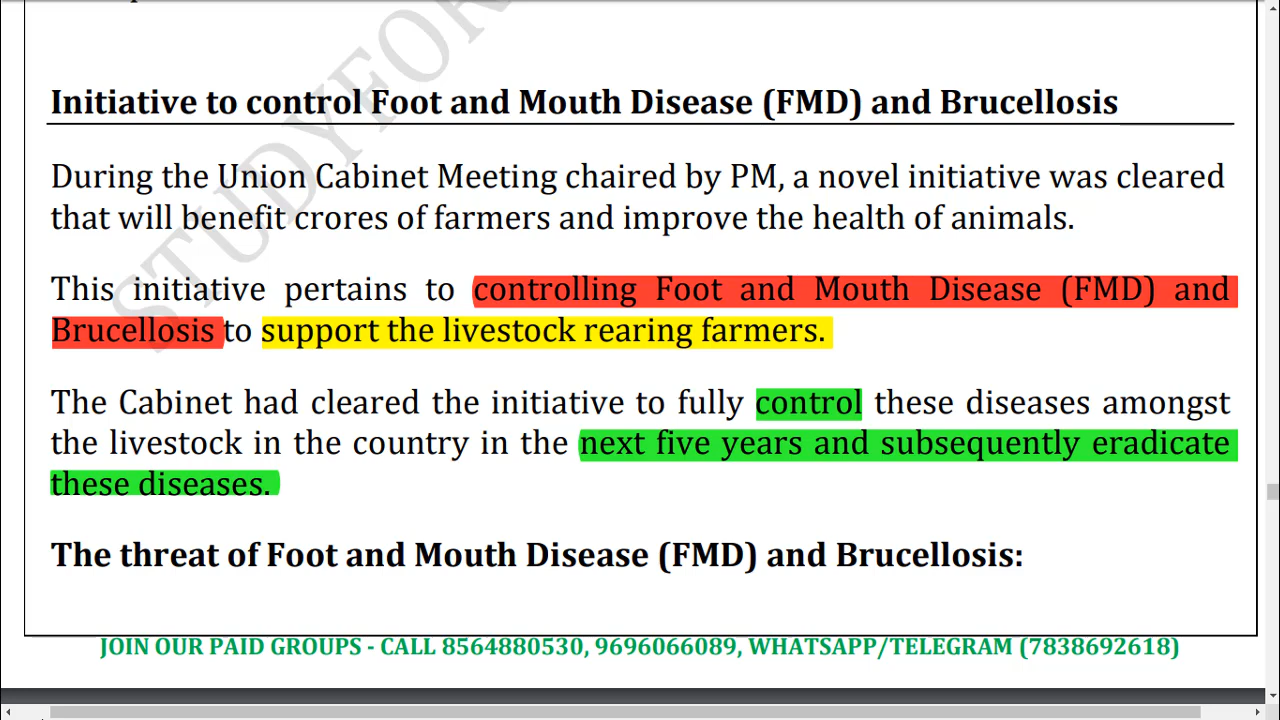 Initiative to control Foot and Mouth Disease (FMD) and Brucellosis
During the Union Cabinet Meeting chaired by PM, a novel initiative was cleared
that will benefit crores of farmers and improve the health of animals.
This initiative pertains to controlling Foot and Mouth Disease (FMD) and
Brucellosis to support the livestock rearing farmers.
The Cabinet had cleared the initiative to fully control these diseases amongst
the livestock in the country in the next five years and subsequently eradicate
these diseases.
The threat of Foot and Mouth Disease (FMD) and Brucellosis:
JOIN OUR PAID GROUPS - CALL 8564880530, 9696066089, WHATSAPP/TELEGRAM (7838692618)
STUDYFOR